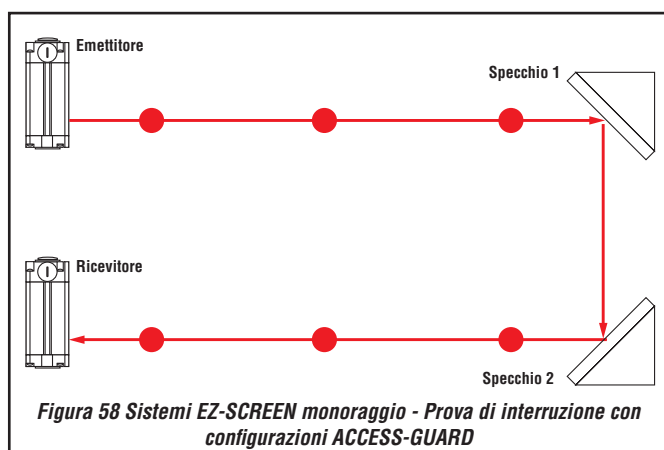 Emettitore
Specchio 1
Ricevitore
Specchio 2
Figura 58 Sistemi EZ-SCREEN monoraggio - Prova di interruzione con
configurazioni ACCESS-GUARD